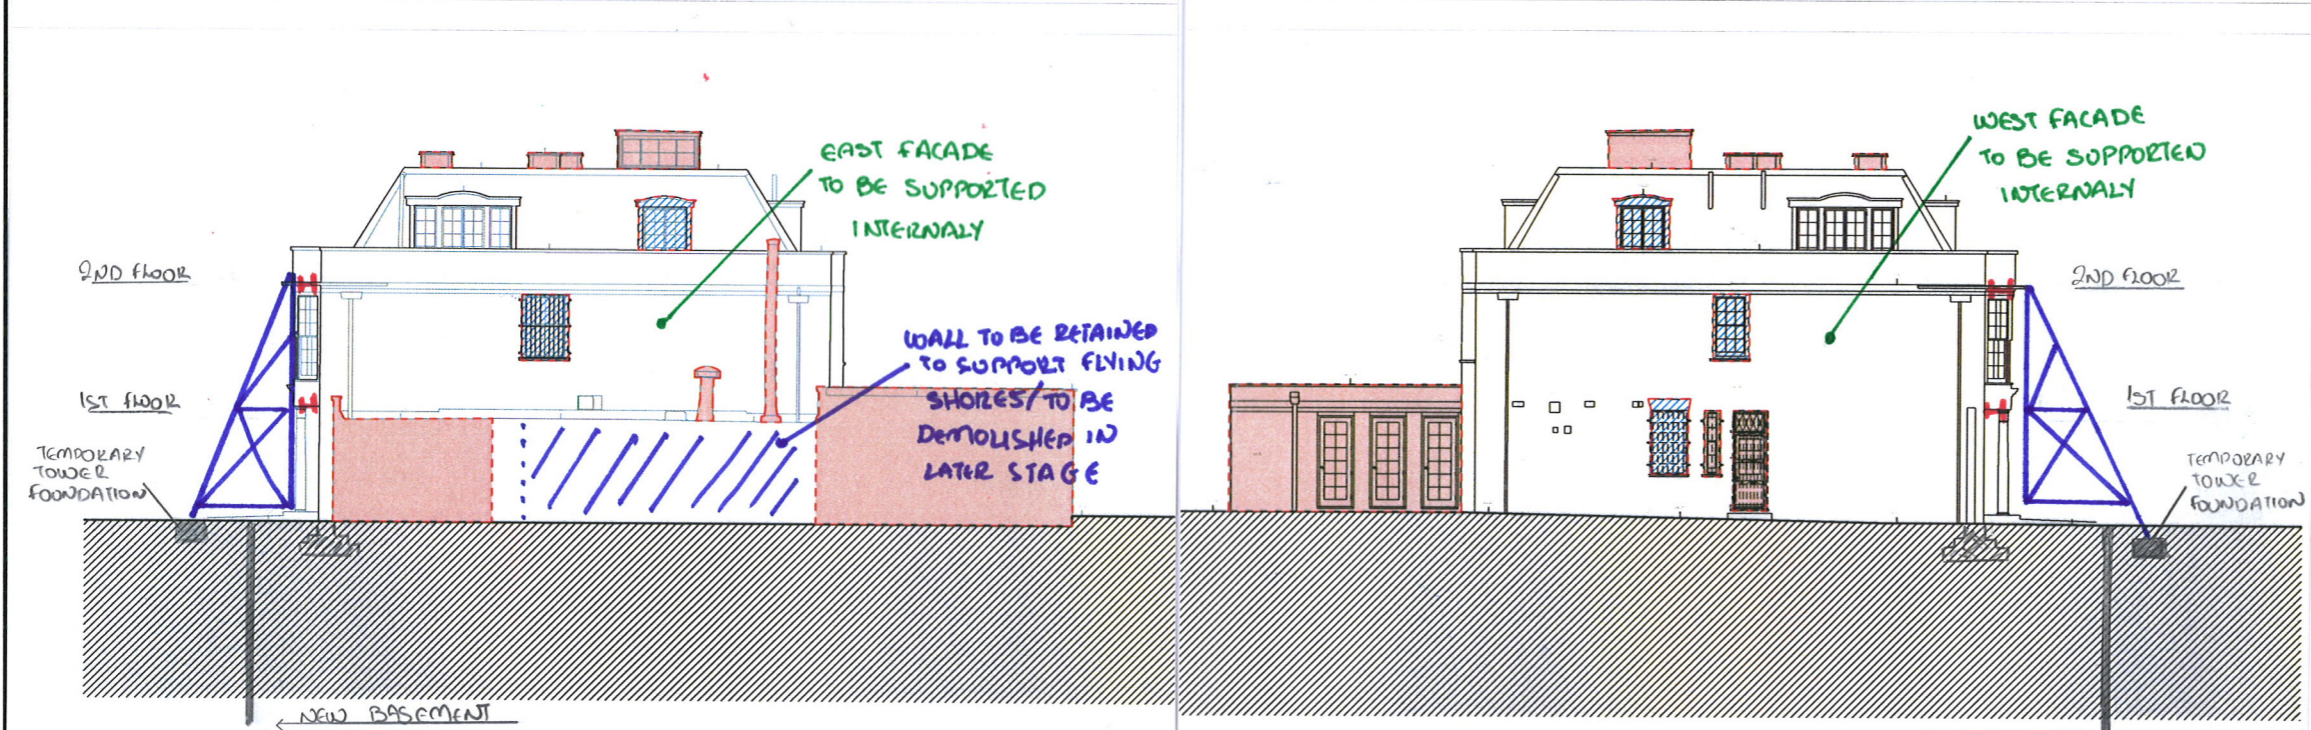 EAST FACADE
TO BE SUPPORTED
INTERNALY
2ND FLOOR
WALL TO BE RETAINED
TO SUPPORT FLYING
SHORES/TO BE
DEMOLISHED IN
LATER STAGE
1ST FLOOR
TEMPORARY
TOWER
FOUNDATION
NEW BASEMENT
WEST FACADE
TO BE SUPPORTED
INTERNALY
2ND FLOOR
1ST FLOOR
TEMPORARY
TOWER
FOUNDATION